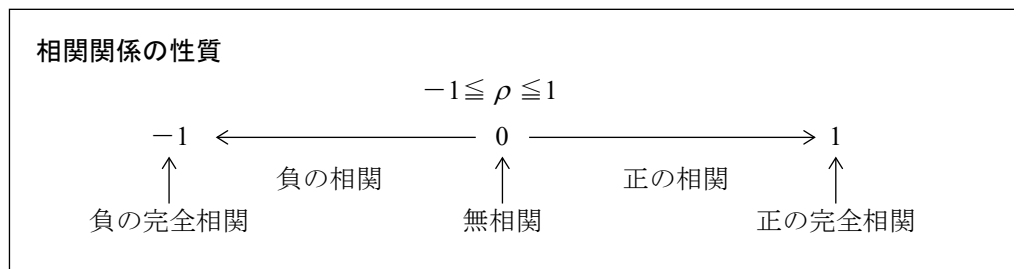 相関関係の性質
−1≦ ρ ≦1
−1 0 1
負の相関 正の相関
負の完全相関 無相関 正の完全相関